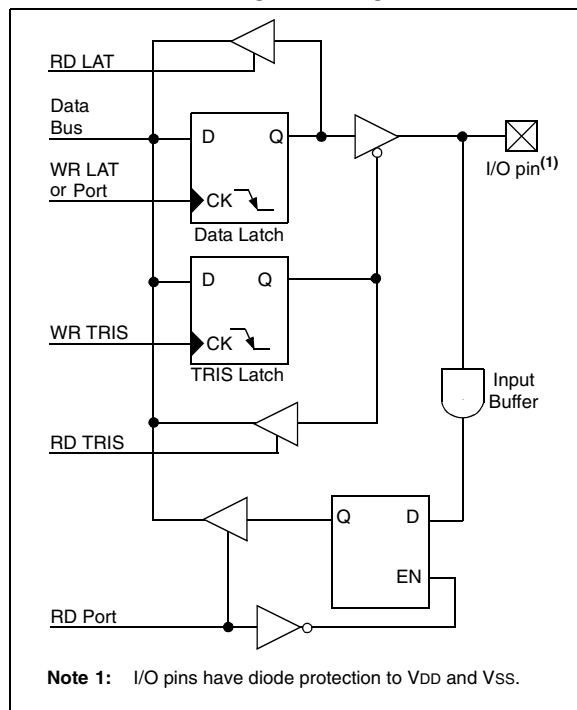 RD LAT
Data
Bus
D Q
WR LAT
or Port
CK
Data Latch
I/O pin(1)
D Q
WR TRIS
CK
TRIS Latch
Input
Buffer
RD TRIS
Q D
EN
RD Port
Note 1: I/O pins have diode protection to VDD and VSS.